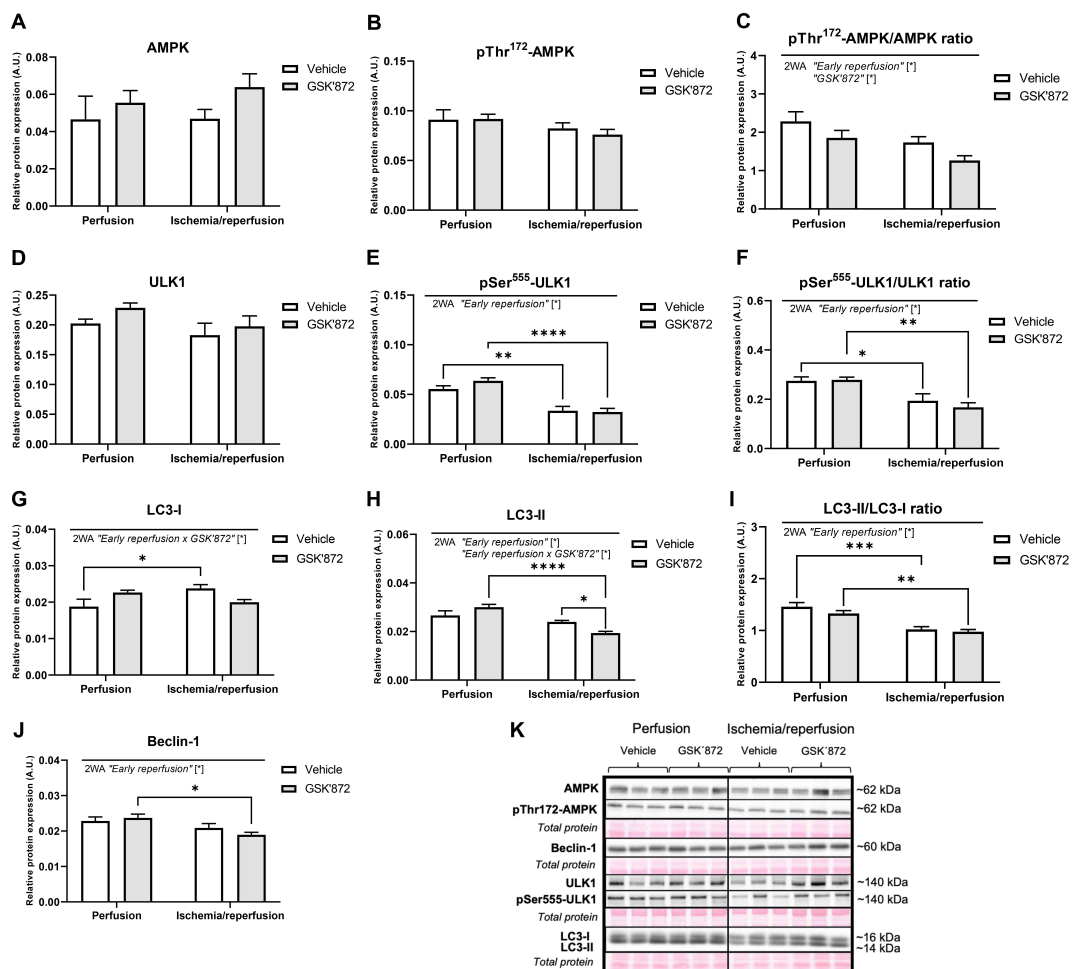 A
AMPK
Relative protein expression (A.U.)
0.08
0.06
0.04
0.02
0.00
Perfusion
Ischemia/reperfusion
Vehicle
GSK'872
B
pThr172-AMPK
Relative protein expression (A.U.)
0.15
0.10
0.05
0.00
Perfusion
Ischemia/reperfusion
Vehicle
GSK'872
C
pThr172-AMPK/AMPK ratio
2WA "Early reperfusion" [*]
"GSK'872" [*]
Relative protein expression (A.U.)
4
3
2
1
0
Perfusion
Ischemia/reperfusion
Vehicle
GSK'872
D
ULK1
Relative protein expression (A.U.)
0.25
0.20
0.15
0.10
0.05
0.00
Perfusion
Ischemia/reperfusion
Vehicle
GSK'872
E
pSer555-ULK1
2WA "Early reperfusion" [*]
****
**
Relative protein expression (A.U.)
0.15
0.10
0.05
0.00
Perfusion
Ischemia/reperfusion
Vehicle
GSK'872
F
pSer555-ULK1/ULK1 ratio
2WA "Early reperfusion" [*]
**
*
Relative protein expression (A.U.)
0.6
0.4
0.2
0.0
Perfusion
Ischemia/reperfusion
Vehicle
GSK'872
G
LC3-I
2WA "Early reperfusion x GSK'872" [*]
*
Relative protein expression (A.U.)
0.04
0.03
0.02
0.01
0.00
Perfusion
Ischemia/reperfusion
Vehicle
GSK'872
H
LC3-II
2WA "Early reperfusion" [*]
"Early reperfusion x GSK'872" [*]
****
*
Relative protein expression (A.U.)
0.06
0.04
0.02
0.00
Perfusion
Ischemia/reperfusion
Vehicle
GSK'872
I
LC3-II/LC3-I ratio
2WA "Early reperfusion" [*]
***
**
Relative protein expression (A.U.)
3
2
1
0
Perfusion
Ischemia/reperfusion
Vehicle
GSK'872
J
Beclin-1
2WA "Early reperfusion" [*]
*
Relative protein expression (A.U.)
0.04
0.03
0.02
0.01
0.00
Perfusion
Ischemia/reperfusion
Vehicle
GSK'872
K
Perfusion Ischemia/reperfusion
Vehicle GSK´872 Vehicle GSK´872
AMPK ~62 kDa
pThr172-AMPK ~62 kDa
Total protein
Beclin-1 ~60 kDa
Total protein
ULK1 ~140 kDa
pSer555-ULK1 ~140 kDa
Total protein
LC3-I ~16 kDa
LC3-II ~14 kDa
Total protein